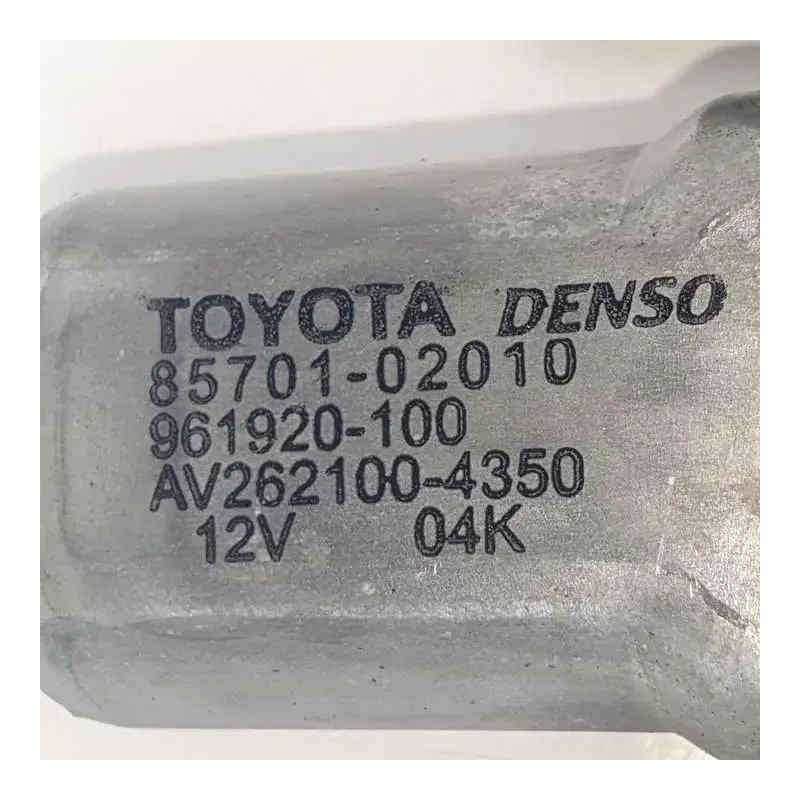 TOYOTA DENSO
85701-02010
961920-100
AV262100-4350
12V 04K